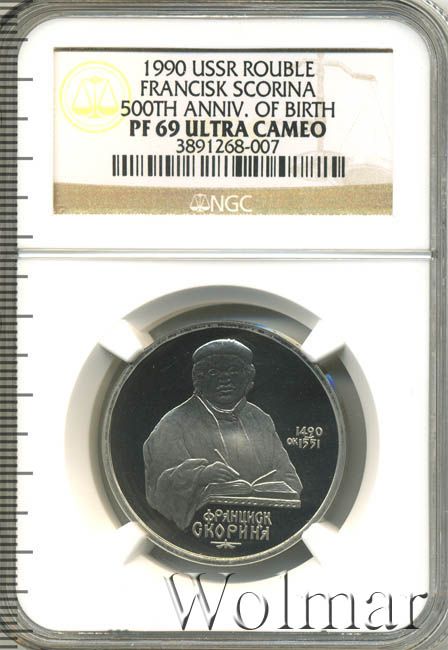 1990 USSR ROUBLE
FRANCISK SCORINA
500TH ANNIV. OF BIRTH
PF 69 ULTRA CAMEO
3891268-007
NGC
1490
ОК 1551
ФРАНЦИСК
СКОРИНА
Wolmar